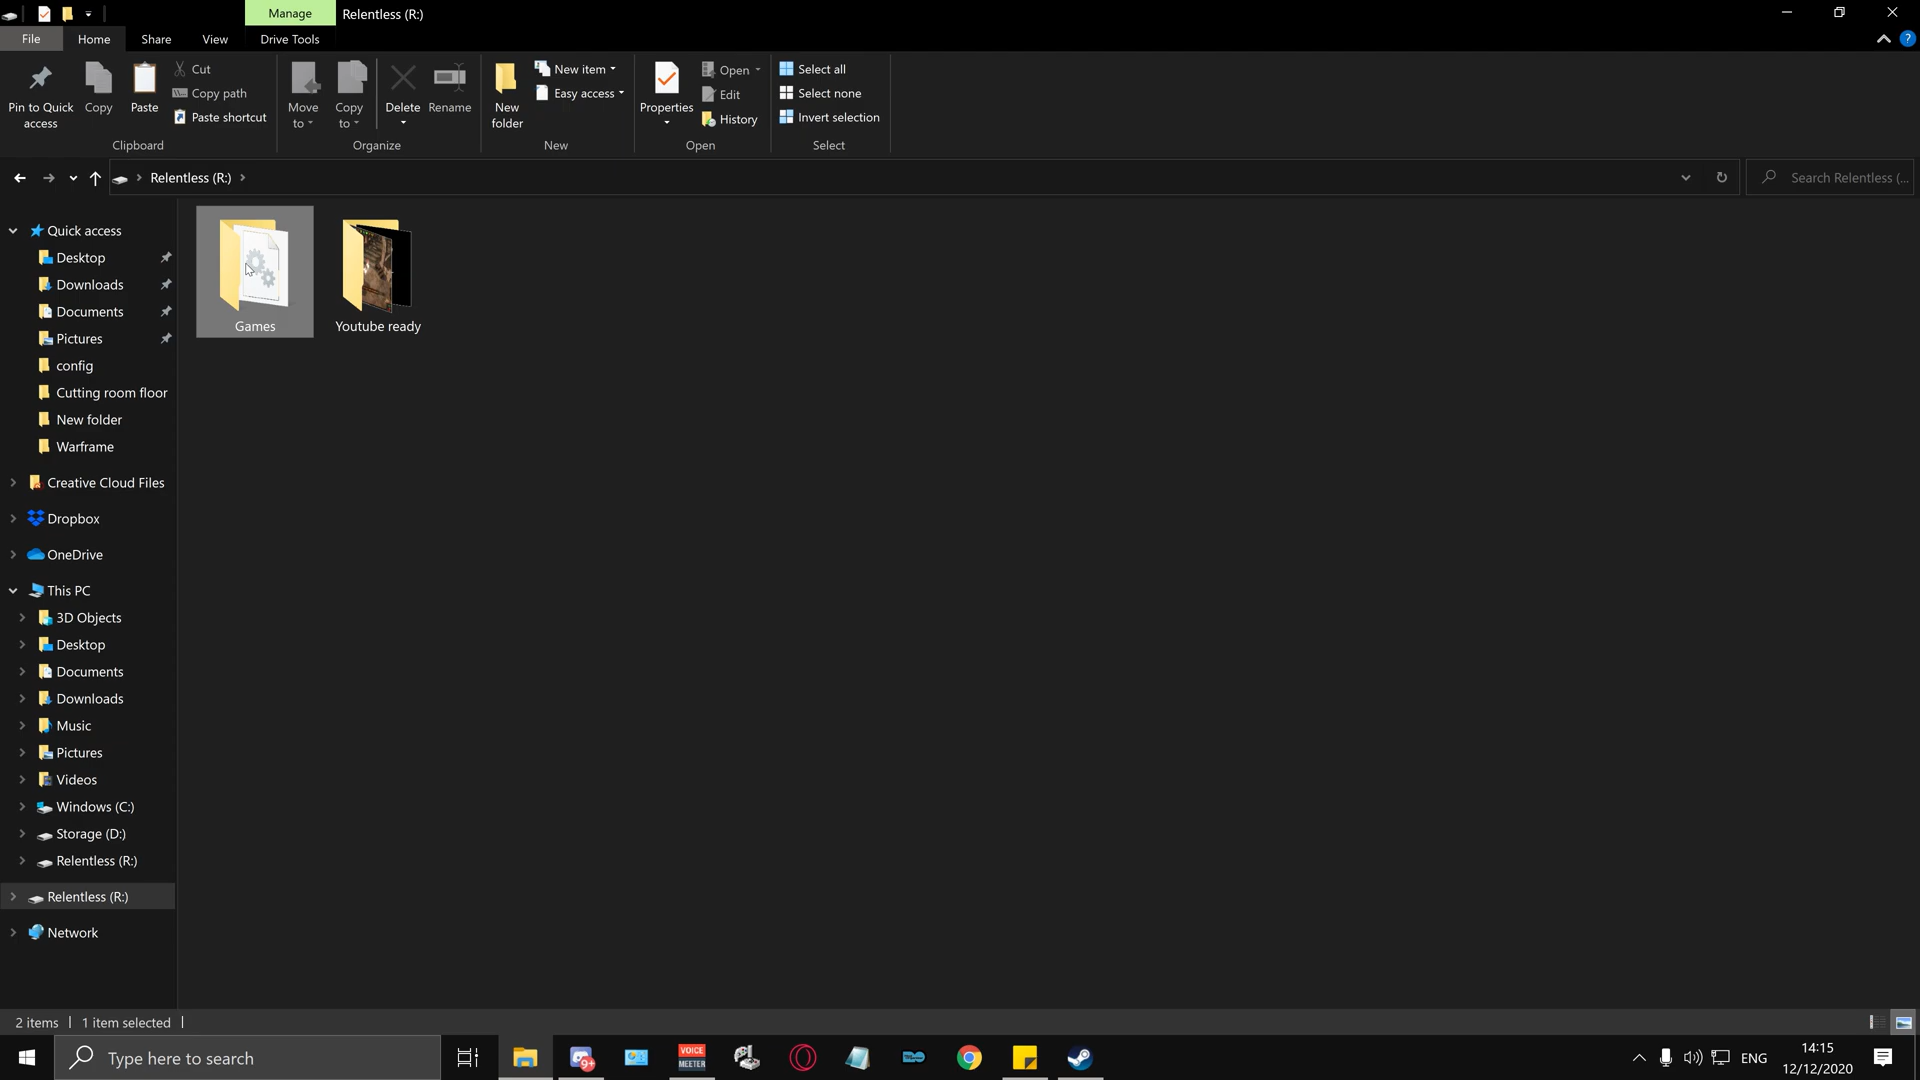 Manage
Relentless (R:)
File
Home
Share
View
Drive Tools
Pin to Quick
access
Copy
Paste
Cut
Copy path
Paste shortcut
Clipboard
Move
to
Copy
to
Delete
Rename
Organize
New
folder
New item
Easy access
New
Properties
Open
Edit
History
Open
Select all
Select none
Invert selection
Select
Relentless (R:)
Search Relentless (...
Quick access
Desktop
Downloads
Documents
Pictures
config
Cutting room floor
New folder
Warframe
Creative Cloud Files
Dropbox
OneDrive
This PC
3D Objects
Desktop
Documents
Downloads
Music
Pictures
Videos
Windows (C:)
Storage (D:)
Relentless (R:)
Relentless (R:)
Network
Games
Youtube ready
2 items
1 item selected
Type here to search
9+
VOICE
MEETER
ENG
14:15
12/12/2020